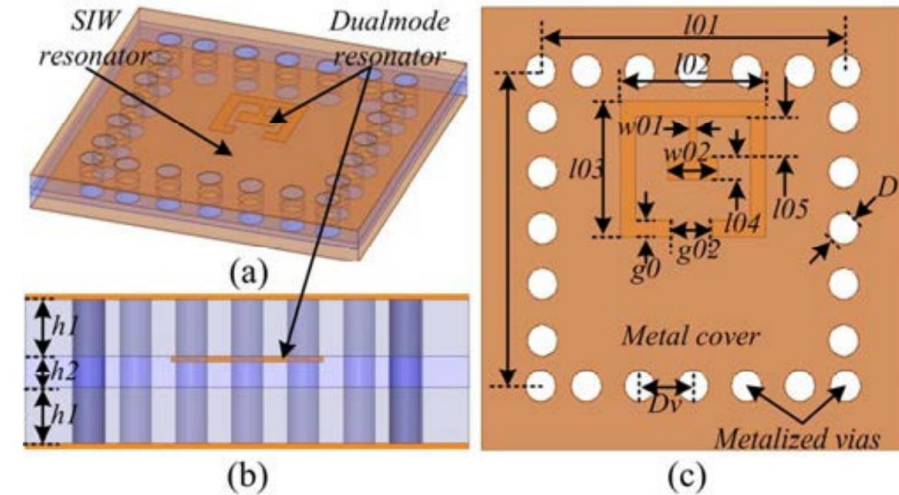 SIW
resonator
Dualmode
resonator
(a)
h1
h2
h1
(b)
l01
l02
w01
w02
l03
l04
l05
D
g0
g02
Metal cover
Dv
Metalized vias
(c)